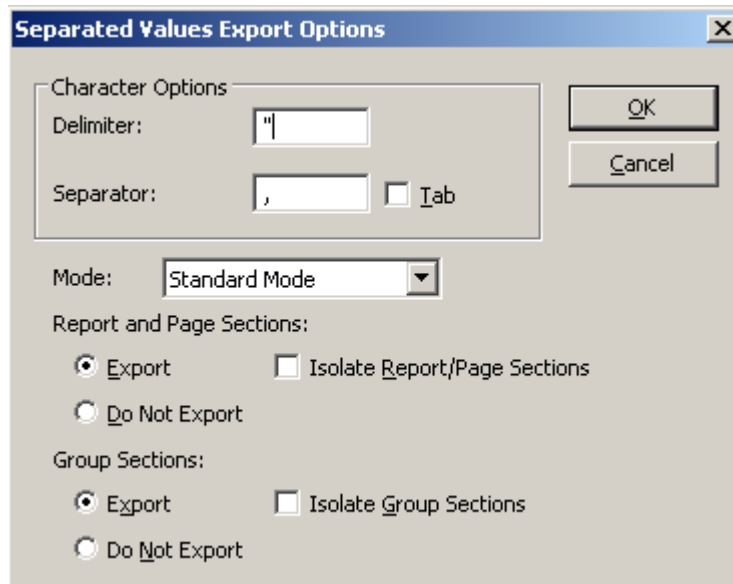 Separated Values Export Options
Character Options
Delimiter: "
OK
Cancel
Separator: , Tab
Mode: Standard Mode
Report and Page Sections:
Export Isolate Report/Page Sections
Do Not Export
Group Sections:
Export Isolate Group Sections
Do Not Export